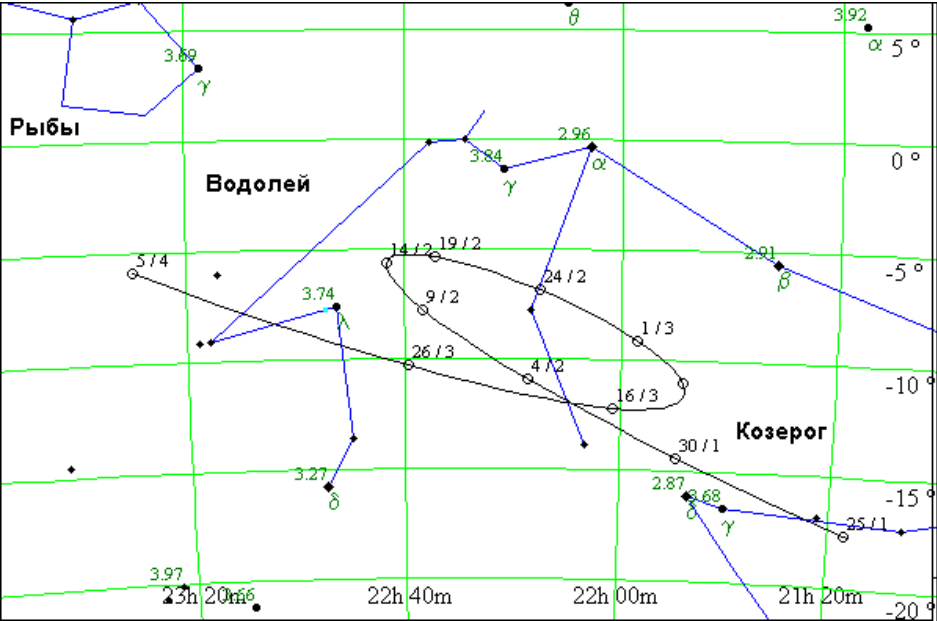 θ
3.92
α 5 °
3.69
γ
Рыбы
2.96
α
3.84
γ
0 °
Водолей
14 / 2
19 / 2
5 / 4
2.91
β
-5 °
24 / 2
3.74
λ
9 / 2
1 / 3
26 / 3
4 / 2
16 / 3
-10 °
Козерог
30 / 1
3.27
δ
2.87
3.68
δ
γ
-15 °
25 / 1
3.97
23h 20m
22h 40m
22h 00m
21h 20m
-20 °